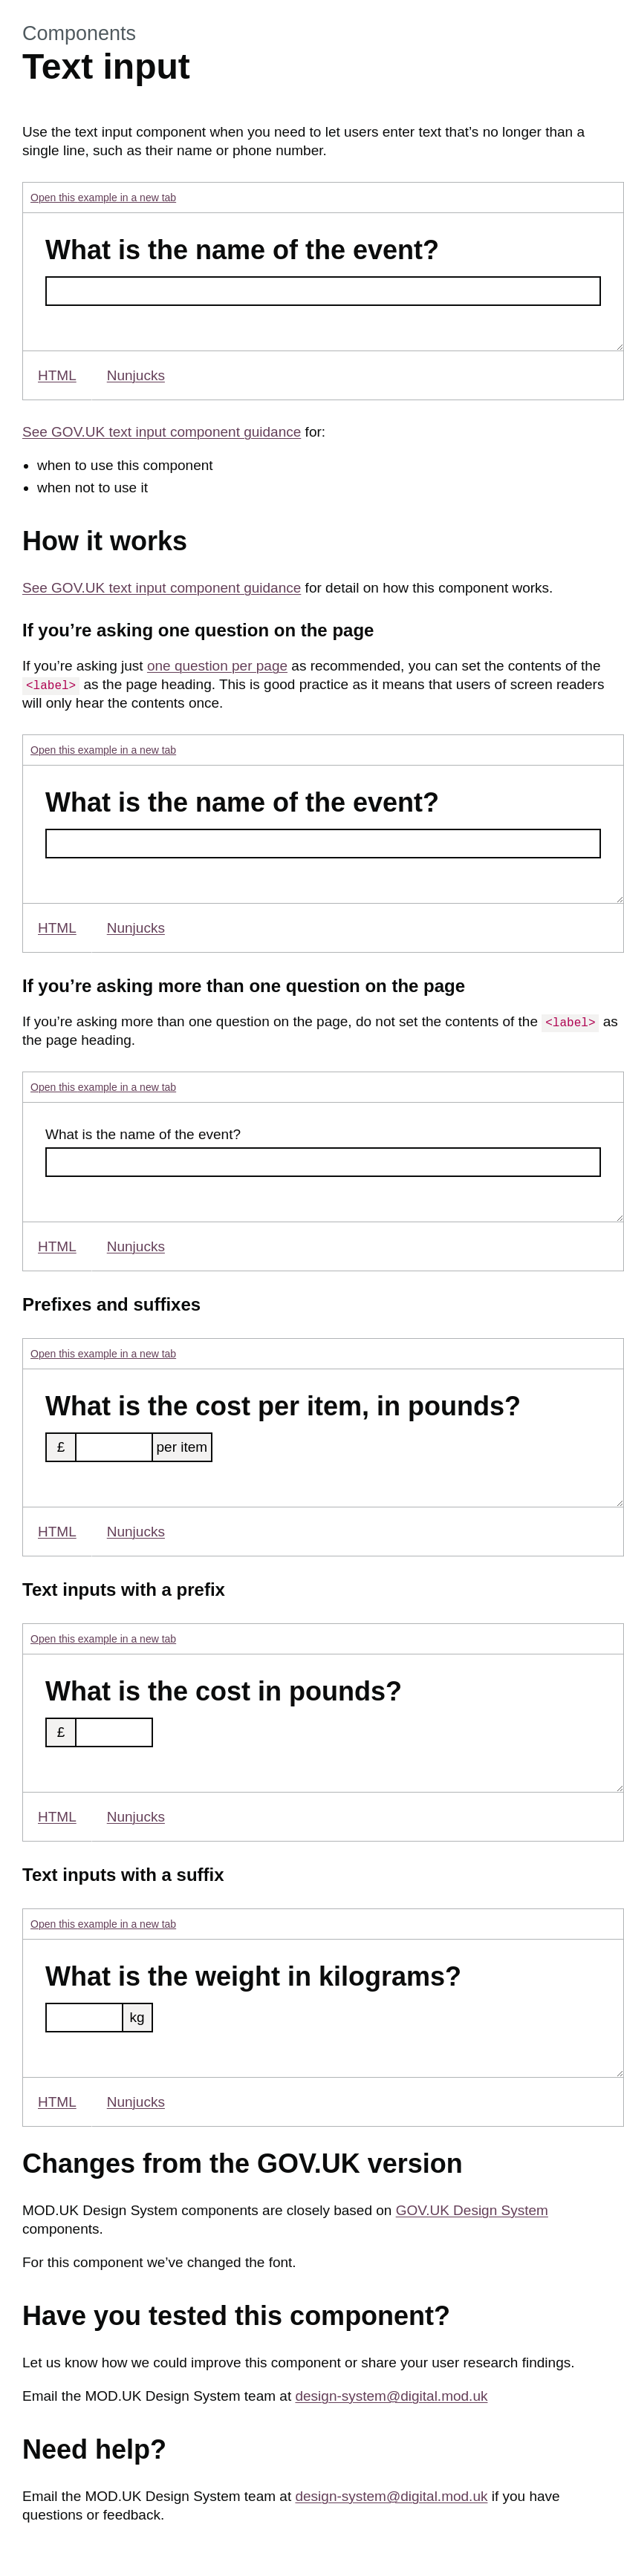 Components
Text input
Use the text input component when you need to let users enter text that’s no longer than a
single line, such as their name or phone number.
Open this example in a new tab
What is the name of the event?
HTML Nunjucks
See GOV.UK text input component guidance for:
• when to use this component
• when not to use it
How it works
See GOV.UK text input component guidance for detail on how this component works.
If you’re asking one question on the page
If you’re asking just one question per page as recommended, you can set the contents of the
<label> as the page heading. This is good practice as it means that users of screen readers
will only hear the contents once.
Open this example in a new tab
What is the name of the event?
HTML Nunjucks
If you’re asking more than one question on the page
If you’re asking more than one question on the page, do not set the contents of the <label> as
the page heading.
Open this example in a new tab
What is the name of the event?
HTML Nunjucks
Prefixes and suffixes
Open this example in a new tab
What is the cost per item, in pounds?
£ per item
HTML Nunjucks
Text inputs with a prefix
Open this example in a new tab
What is the cost in pounds?
£
HTML Nunjucks
Text inputs with a suffix
Open this example in a new tab
What is the weight in kilograms?
kg
HTML Nunjucks
Changes from the GOV.UK version
MOD.UK Design System components are closely based on GOV.UK Design System
components.
For this component we’ve changed the font.
Have you tested this component?
Let us know how we could improve this component or share your user research findings.
Email the MOD.UK Design System team at design-system@digital.mod.uk
Need help?
Email the MOD.UK Design System team at design-system@digital.mod.uk if you have
questions or feedback.